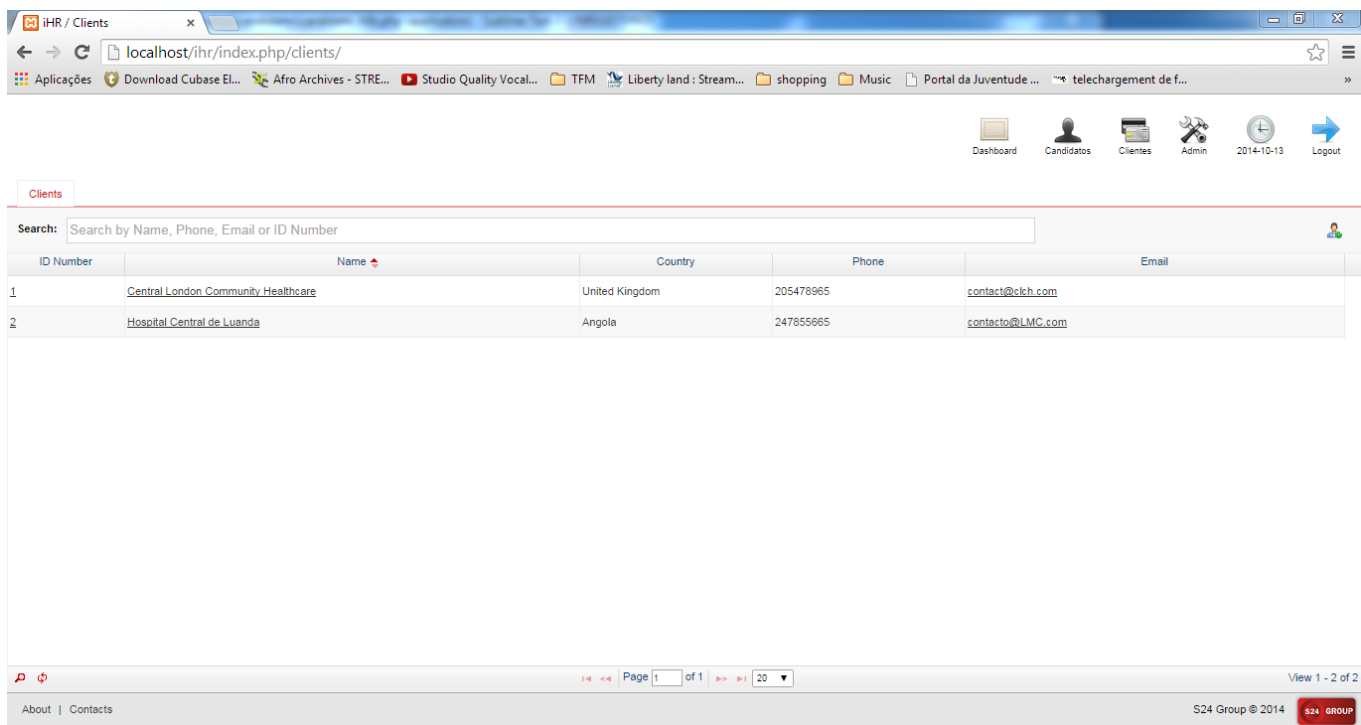 iHR / Clients
localhost/ihr/index.php/clients/
Aplicações Download Cubase El... Afro Archives - STRE... Studio Quality Vocal... TFM Liberty land : Stream... shopping Music Portal da Juventude ... telechargement de f... »
Dashboard Candidatos Clientes Admin 2014-10-13 Logout
Clients
Search: Search by Name, Phone, Email or ID Number
ID Number Name Country Phone Email
1 Central London Community Healthcare United Kingdom 205478965 contact@clch.com
2 Hospital Central de Luanda Angola 247855665 contacto@LMC.com
Page 1 of 1 20 View 1 - 2 of 2
About | Contacts S24 Group © 2014 S24 GROUP